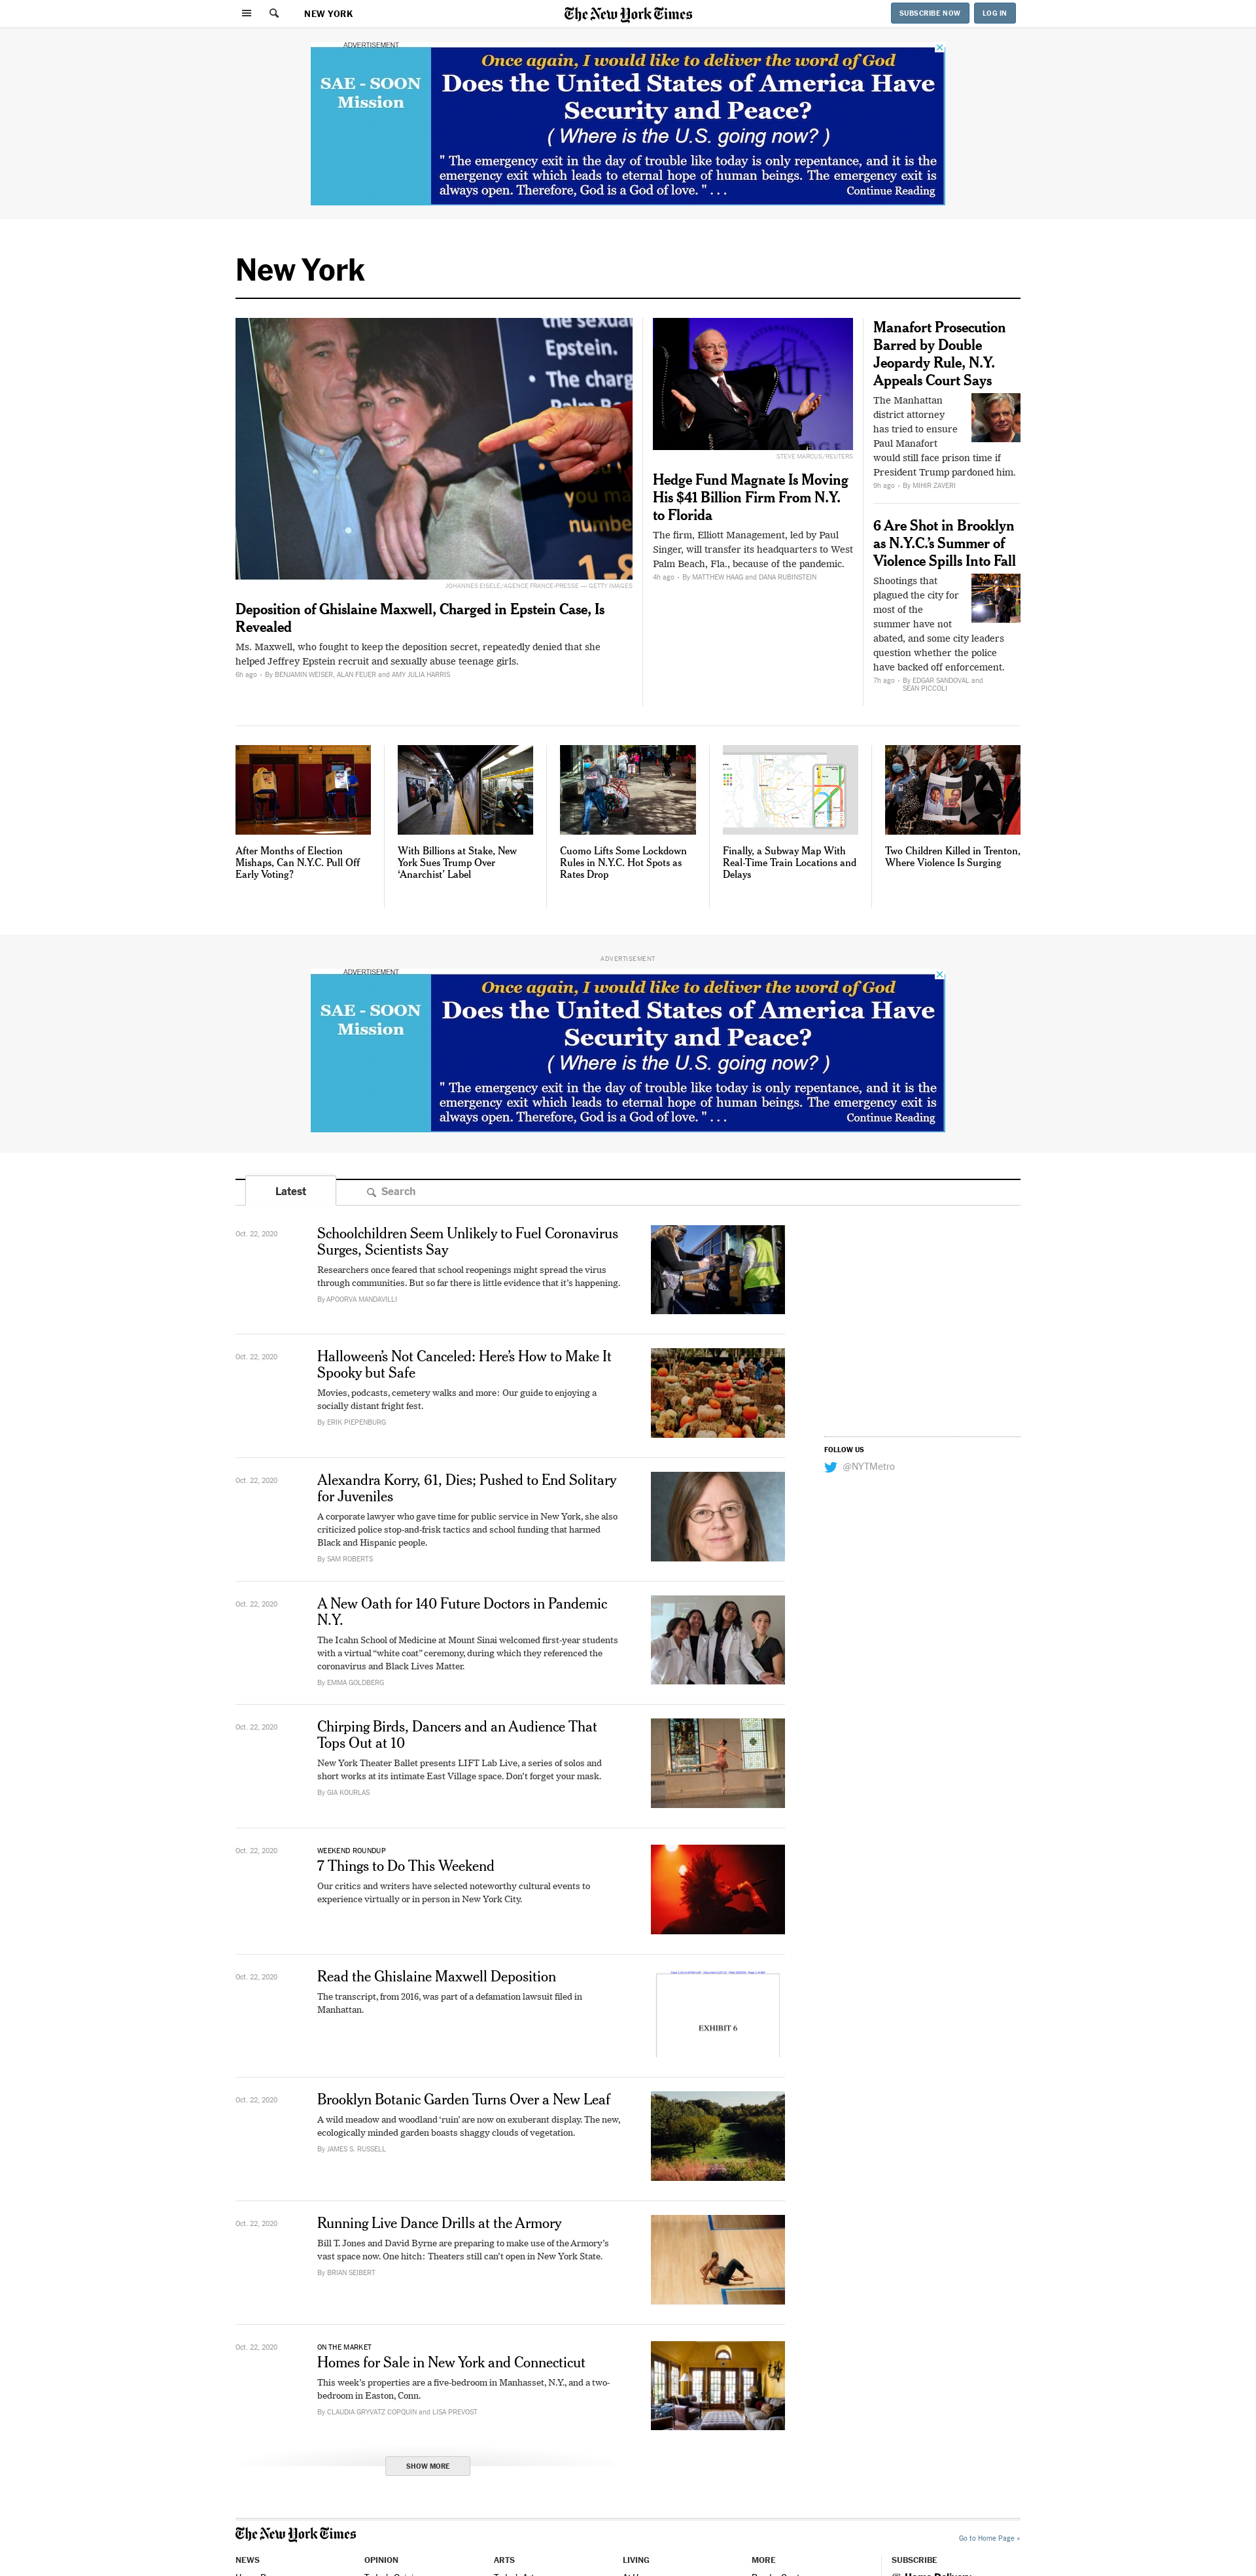 NEW YORK
The New York Times
SUBSCRIBE NOW
LOG IN
ADVERTISEMENT
SAE - SOON
Mission
Once again, I would like to deliver the word of God
Does the United States of America Have
Security and Peace?
( Where is the U.S. going now? )
" The emergency exit in the day of trouble like today is only repentance, and it is the
emergency exit which leads to eternal hope of human beings. The emergency exit is
always open. Therefore, God is a God of love. " . . .
Continue Reading
New York
the sexual
Epstein.
• The charg
you ma
numbe
1-8
JOHANNES EISELE/AGENCE FRANCE-PRESSE — GETTY IMAGES
Deposition of Ghislaine Maxwell, Charged in Epstein Case, Is
Revealed
Ms. Maxwell, who fought to keep the deposition secret, repeatedly denied that she
helped Jeffrey Epstein recruit and sexually abuse teenage girls.
6h ago • By BENJAMIN WEISER, ALAN FEUER and AMY JULIA HARRIS
STEVE MARCUS/REUTERS
Hedge Fund Magnate Is Moving
His $41 Billion Firm From N.Y.
to Florida
The firm, Elliott Management, led by Paul
Singer, will transfer its headquarters to West
Palm Beach, Fla., because of the pandemic.
4h ago • By MATTHEW HAAG and DANA RUBINSTEIN
Manafort Prosecution
Barred by Double
Jeopardy Rule, N.Y.
Appeals Court Says
The Manhattan
district attorney
has tried to ensure
Paul Manafort
would still face prison time if
President Trump pardoned him.
9h ago • By MIHIR ZAVERI
6 Are Shot in Brooklyn
as N.Y.C.’s Summer of
Violence Spills Into Fall
Shootings that
plagued the city for
most of the
summer have not
abated, and some city leaders
question whether the police
have backed off enforcement.
7h ago • By EDGAR SANDOVAL and
SEAN PICCOLI
After Months of Election
Mishaps, Can N.Y.C. Pull Off
Early Voting?
With Billions at Stake, New
York Sues Trump Over
‘Anarchist’ Label
Cuomo Lifts Some Lockdown
Rules in N.Y.C. Hot Spots as
Rates Drop
Finally, a Subway Map With
Real-Time Train Locations and
Delays
Two Children Killed in Trenton,
Where Violence Is Surging
ADVERTISEMENT
ADVERTISEMENT
SAE - SOON
Mission
Once again, I would like to deliver the word of God
Does the United States of America Have
Security and Peace?
( Where is the U.S. going now? )
" The emergency exit in the day of trouble like today is only repentance, and it is the
emergency exit which leads to eternal hope of human beings. The emergency exit is
always open. Therefore, God is a God of love. " . . .
Continue Reading
Latest
Search
Oct. 22, 2020
Schoolchildren Seem Unlikely to Fuel Coronavirus
Surges, Scientists Say
Researchers once feared that school reopenings might spread the virus
through communities. But so far there is little evidence that it’s happening.
By APOORVA MANDAVILLI
Oct. 22, 2020
Halloween’s Not Canceled: Here’s How to Make It
Spooky but Safe
Movies, podcasts, cemetery walks and more: Our guide to enjoying a
socially distant fright fest.
By ERIK PIEPENBURG
FOLLOW US
@NYTMetro
Oct. 22, 2020
Alexandra Korry, 61, Dies; Pushed to End Solitary
for Juveniles
A corporate lawyer who gave time for public service in New York, she also
criticized police stop-and-frisk tactics and school funding that harmed
Black and Hispanic people.
By SAM ROBERTS
Oct. 22, 2020
A New Oath for 140 Future Doctors in Pandemic
N.Y.
The Icahn School of Medicine at Mount Sinai welcomed first-year students
with a virtual “white coat” ceremony, during which they referenced the
coronavirus and Black Lives Matter.
By EMMA GOLDBERG
Oct. 22, 2020
Chirping Birds, Dancers and an Audience That
Tops Out at 10
New York Theater Ballet presents LIFT Lab Live, a series of solos and
short works at its intimate East Village space. Don’t forget your mask.
By GIA KOURLAS
Oct. 22, 2020
WEEKEND ROUNDUP
7 Things to Do This Weekend
Our critics and writers have selected noteworthy cultural events to
experience virtually or in person in New York City.
Oct. 22, 2020
Read the Ghislaine Maxwell Deposition
The transcript, from 2016, was part of a defamation lawsuit filed in
Manhattan.
EXHIBIT 6
Oct. 22, 2020
Brooklyn Botanic Garden Turns Over a New Leaf
A wild meadow and woodland ‘ruin’ are now on exuberant display. The new,
ecologically minded garden boasts shaggy clouds of vegetation.
By JAMES S. RUSSELL
Oct. 22, 2020
Running Live Dance Drills at the Armory
Bill T. Jones and David Byrne are preparing to make use of the Armory’s
vast space now. One hitch: Theaters still can’t open in New York State.
By BRIAN SEIBERT
Oct. 22, 2020
ON THE MARKET
Homes for Sale in New York and Connecticut
This week’s properties are a five-bedroom in Manhasset, N.Y., and a two-
bedroom in Easton, Conn.
By CLAUDIA GRYVATZ COPQUIN and LISA PREVOST
SHOW MORE
The New York Times
Go to Home Page »
NEWS
OPINION
ARTS
LIVING
MORE
SUBSCRIBE